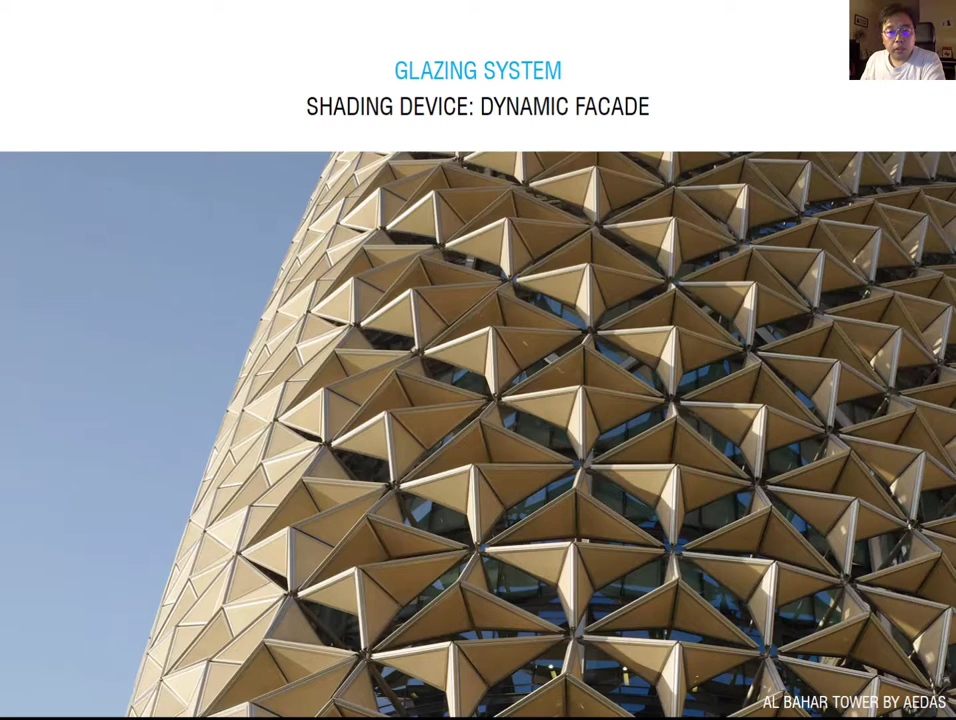 GLAZING SYSTEM
SHADING DEVICE: DYNAMIC FACADE
AL BAHAR TOWER BY AEDAS